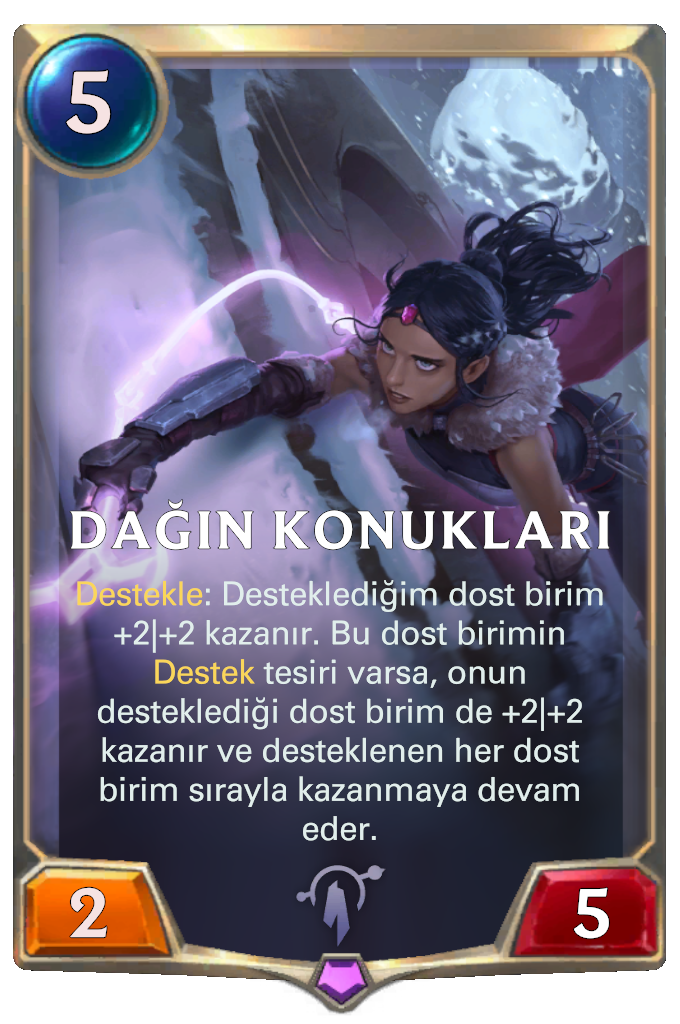 5
DAĞIN KONUKLARI
Destekle: Desteklediğim dost birim
+2|+2 kazanır. Bu dost birimin
Destek tesiri varsa, onun
desteklediği dost birim de +2|+2
kazanır ve desteklenen her dost
birim sırayla kazanmaya devam
eder.
2
5